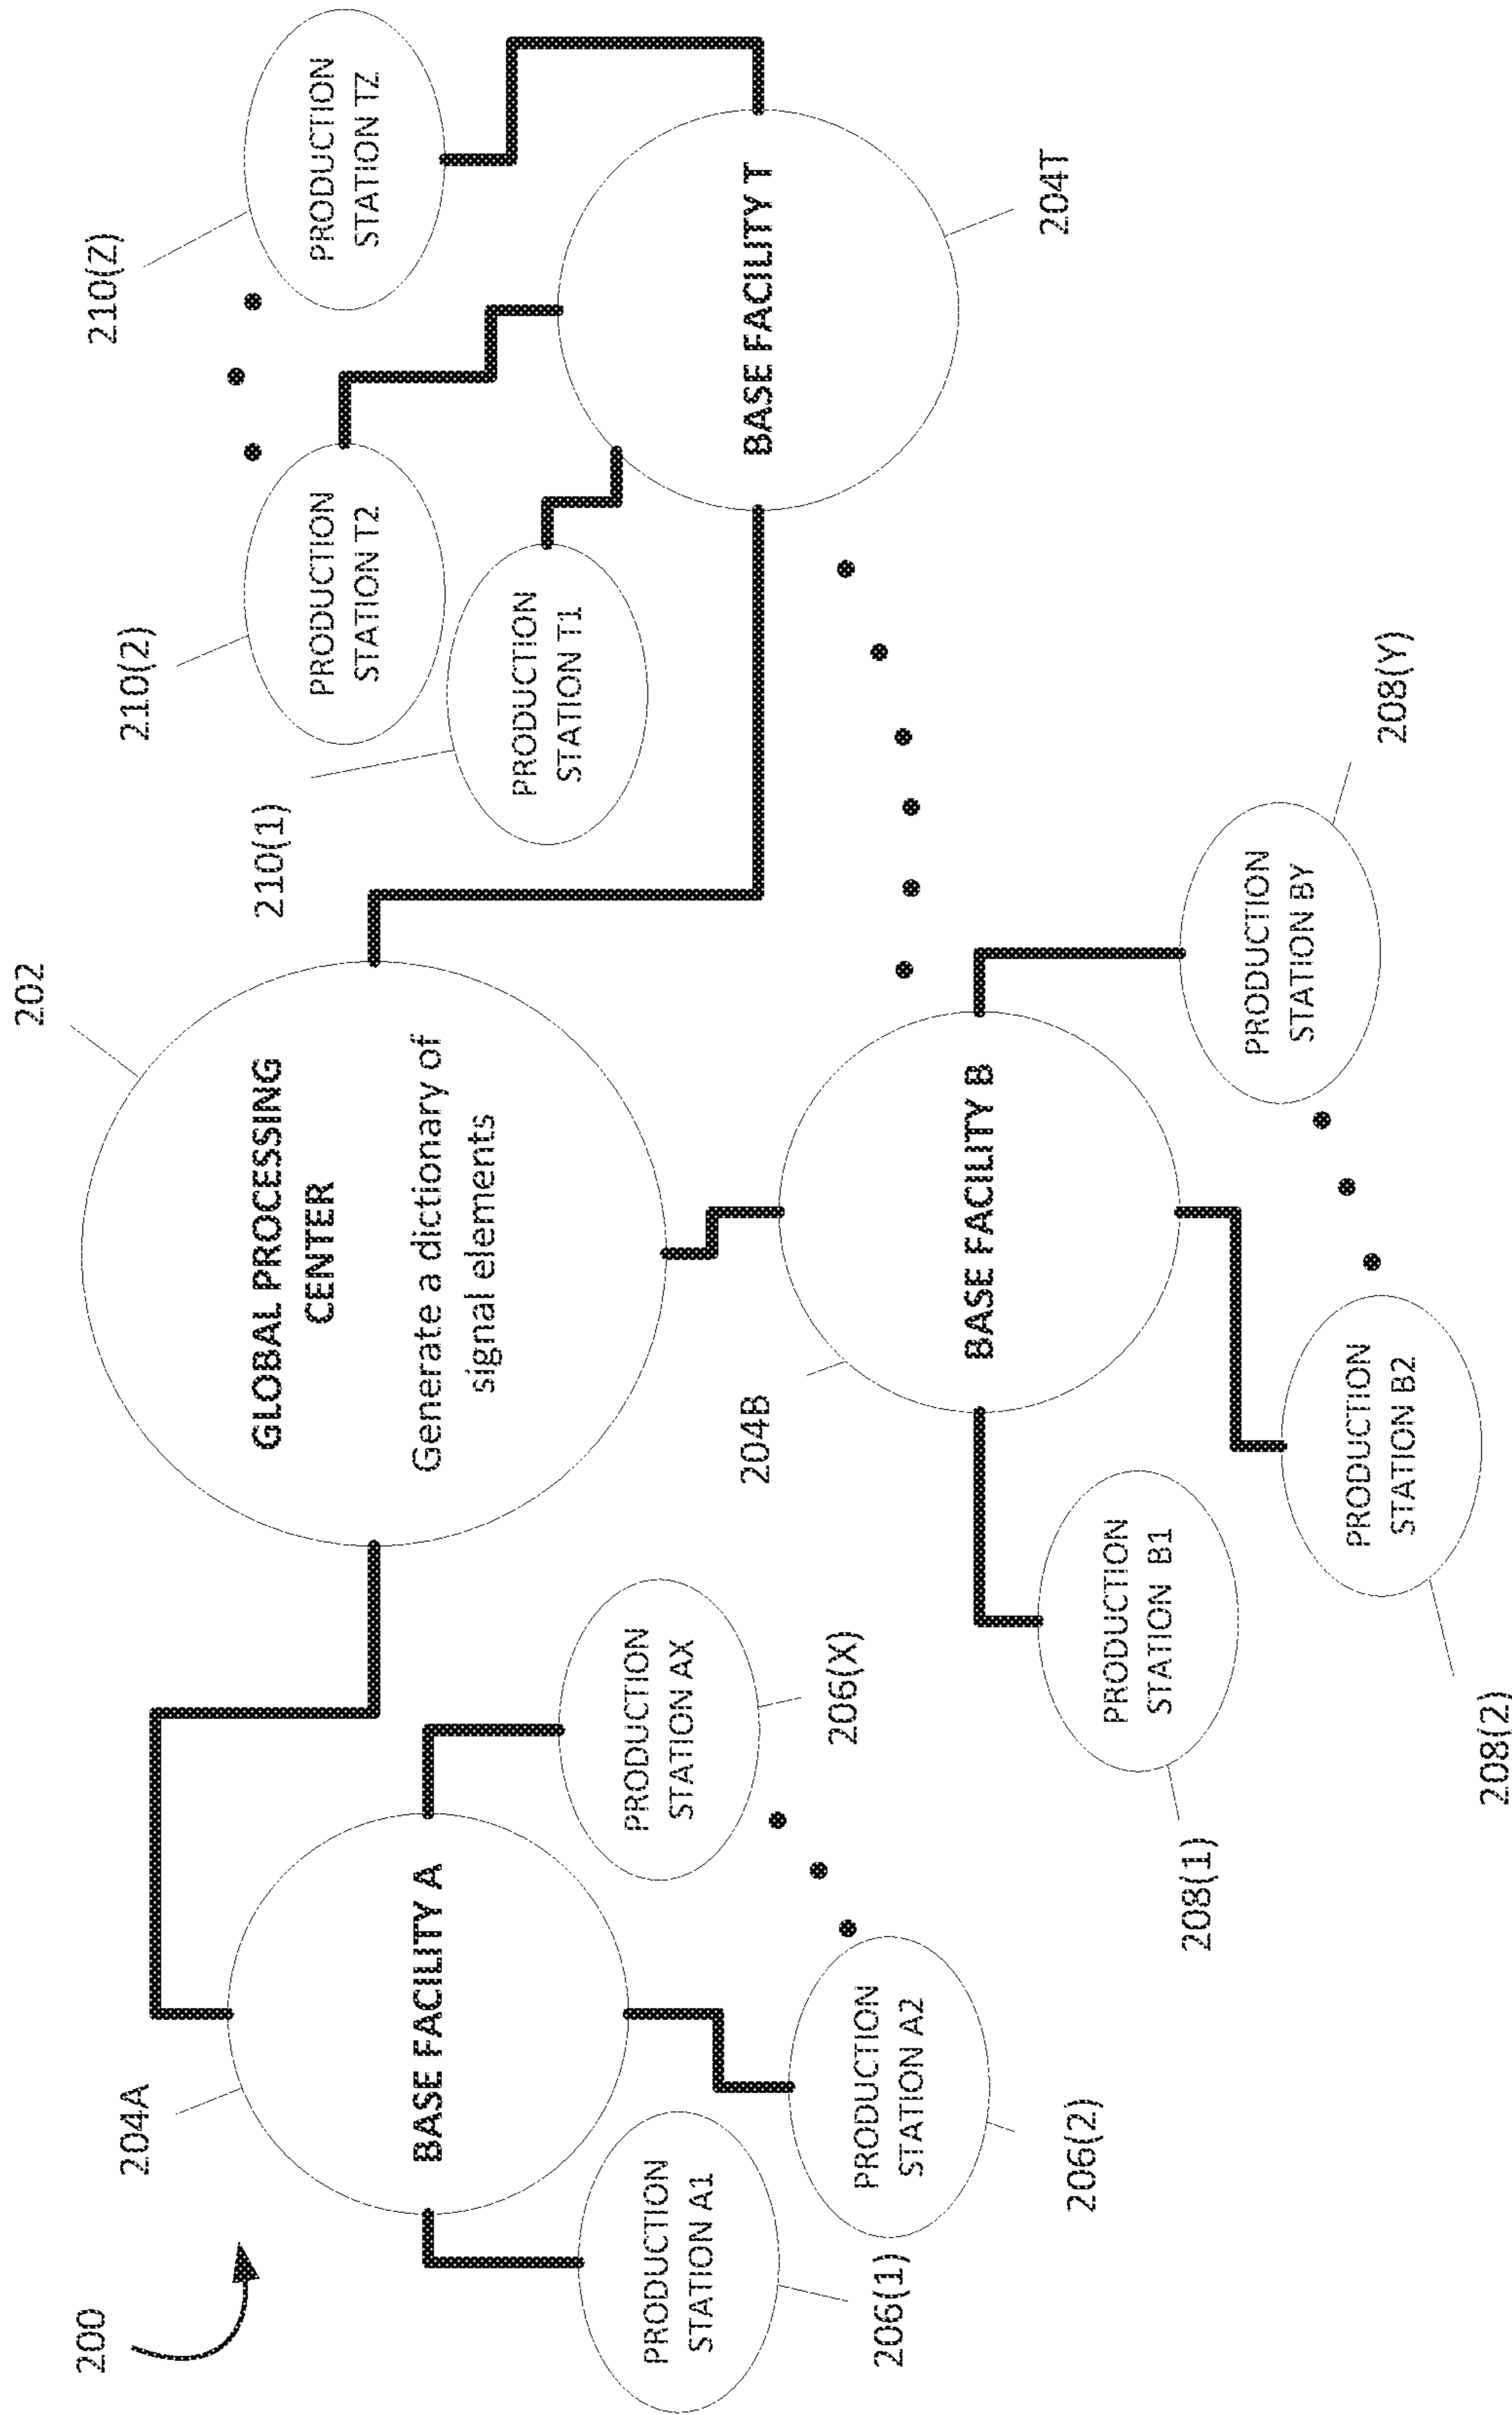 200
202
GLOBAL PROCESSING
CENTER
Generate a dictionary of
signal elements
204A
BASE FACILITY A
PRODUCTION
STATION A1
206(1)
PRODUCTION
STATION A2
206(2)
PRODUCTION
STATION AX
206(X)
204B
BASE FACILITY B
PRODUCTION
STATION B1
208(1)
PRODUCTION
STATION B2
208(2)
PRODUCTION
STATION BY
208(Y)
BASE FACILITY T
204T
210(1)
PRODUCTION
STATION T1
210(2)
PRODUCTION
STATION T2
210(Z)
PRODUCTION
STATION TZ